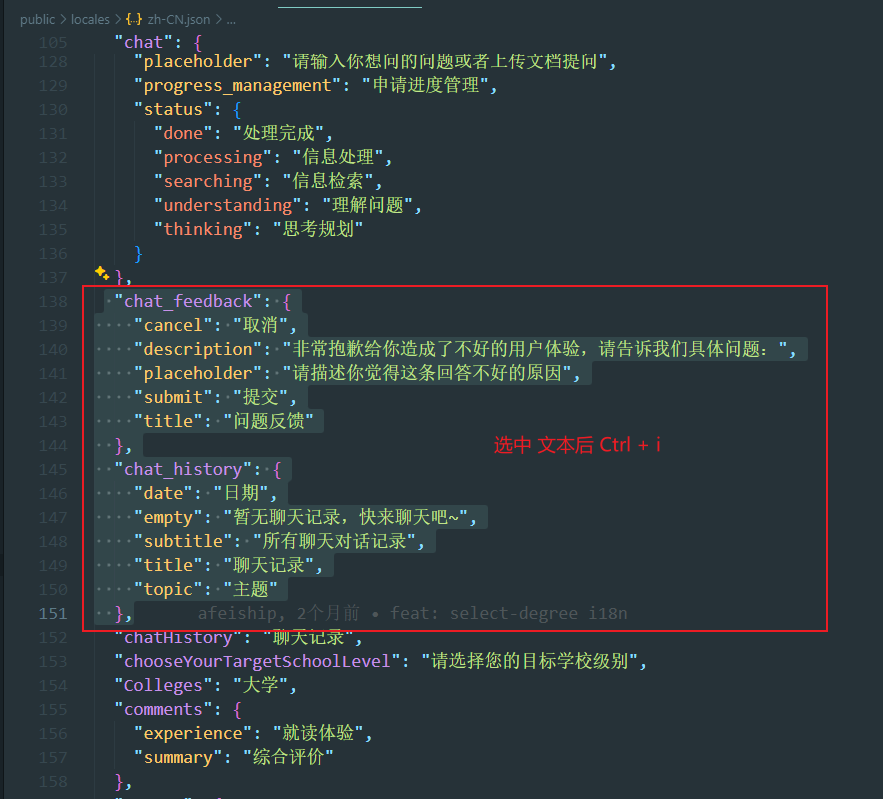 public > locales > {..} zh-CN.json > ...
105 "chat": {
128 "placeholder": "请输入你想问的问题或者上传文档提问",
129 "progress_management": "申请进度管理",
130 "status": {
131 "done": "处理完成",
132 "processing": "信息处理",
133 "searching": "信息检索",
134 "understanding": "理解问题",
135 "thinking": "思考规划"
136 }
137 },
138 "chat_feedback": {
139 "cancel": "取消",
140 "description": "非常抱歉给你造成了不好的用户体验，请告诉我们具体问题：",
141 "placeholder": "请描述你觉得这条回答不好的原因",
142 "submit": "提交",
143 "title": "问题反馈"
144 },
选中 文本后 Ctrl + i
145 "chat_history": {
146 "date": "日期",
147 "empty": "暂无聊天记录，快来聊天吧~",
148 "subtitle": "所有聊天对话记录",
149 "title": "聊天记录",
150 "topic": "主题"
151 }, afeiship, 2个月前 • feat: select-degree i18n
152 "chatHistory": "聊天记录",
153 "chooseYourTargetSchoolLevel": "请选择您的目标学校级别",
154 "Colleges": "大学",
155 "comments": {
156 "experience": "就读体验",
157 "summary": "综合评价"
158 },